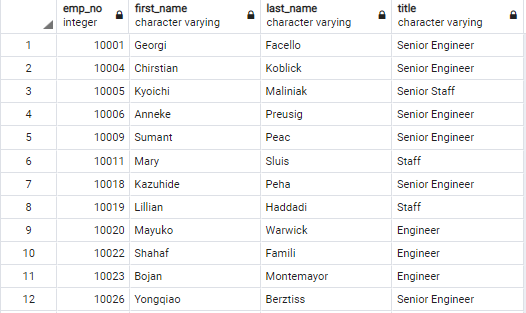 emp_no first_name last_name title
integer character varying character varying character varying
1 10001 Georgi Facello Senior Engineer
2 10004 Chirstian Koblick Senior Engineer
3 10005 Kyoichi Maliniak Senior Staff
4 10006 Anneke Preusig Senior Engineer
5 10009 Sumant Peac Senior Engineer
6 10011 Mary Sluis Staff
7 10018 Kazuhide Peha Senior Engineer
8 10019 Lillian Haddadi Staff
9 10020 Mayuko Warwick Engineer
10 10022 Shahaf Famili Engineer
11 10023 Bojan Montemayor Engineer
12 10026 Yongqiao Berztiss Senior Engineer